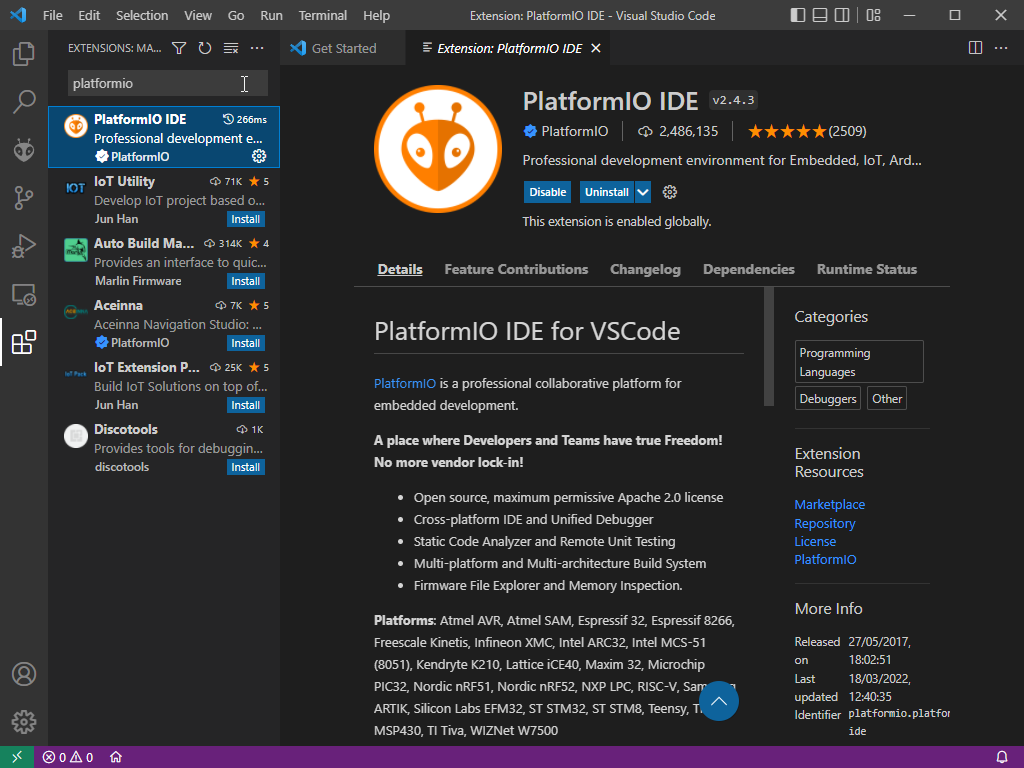 File Edit Selection View Go Run Terminal Help Extension: PlatformIO IDE - Visual Studio Code
EXTENSIONS: MA...
Get Started
Extension: PlatformIO IDE
platformio
PlatformIO IDE 266ms
Professional development e...
PlatformIO
IoT Utility 71K 5
Develop IoT project based o...
Jun Han Install
Auto Build Ma... 314K 4
Provides an interface to quic...
Marlin Firmware Install
Aceinna 7K 5
Aceinna Navigation Studio: ...
PlatformIO Install
IoT Extension P... 25K 5
Build IoT Solutions on top of...
Jun Han Install
Discotools 1K
Provides tools for debuggin...
discotools Install
PlatformIO IDE v2.4.3
PlatformIO 2,486,135 (2509)
Professional development environment for Embedded, IoT, Ard...
Disable Uninstall
This extension is enabled globally.
Details Feature Contributions Changelog Dependencies Runtime Status
PlatformIO IDE for VSCode
PlatformIO is a professional collaborative platform for
embedded development.
A place where Developers and Teams have true Freedom!
No more vendor lock-in!
• Open source, maximum permissive Apache 2.0 license
• Cross-platform IDE and Unified Debugger
• Static Code Analyzer and Remote Unit Testing
• Multi-platform and Multi-architecture Build System
• Firmware File Explorer and Memory Inspection.
Platforms: Atmel AVR, Atmel SAM, Espressif 32, Espressif 8266,
Freescale Kinetis, Infineon XMC, Intel ARC32, Intel MCS-51
(8051), Kendryte K210, Lattice iCE40, Maxim 32, Microchip
PIC32, Nordic nRF51, Nordic nRF52, NXP LPC, RISC-V,
ARTIK, Silicon Labs EFM32, ST STM32, ST STM8, Teensy,
MSP430, TI Tiva, WIZNet W7500
Categories
Programming
Languages
Debuggers Other
Extension
Resources
Marketplace
Repository
License
PlatformIO
More Info
Released 27/05/2017,
on 18:02:51
Last 18/03/2022,
updated 12:40:35
Identifier platformio.platfor
ide
0 0